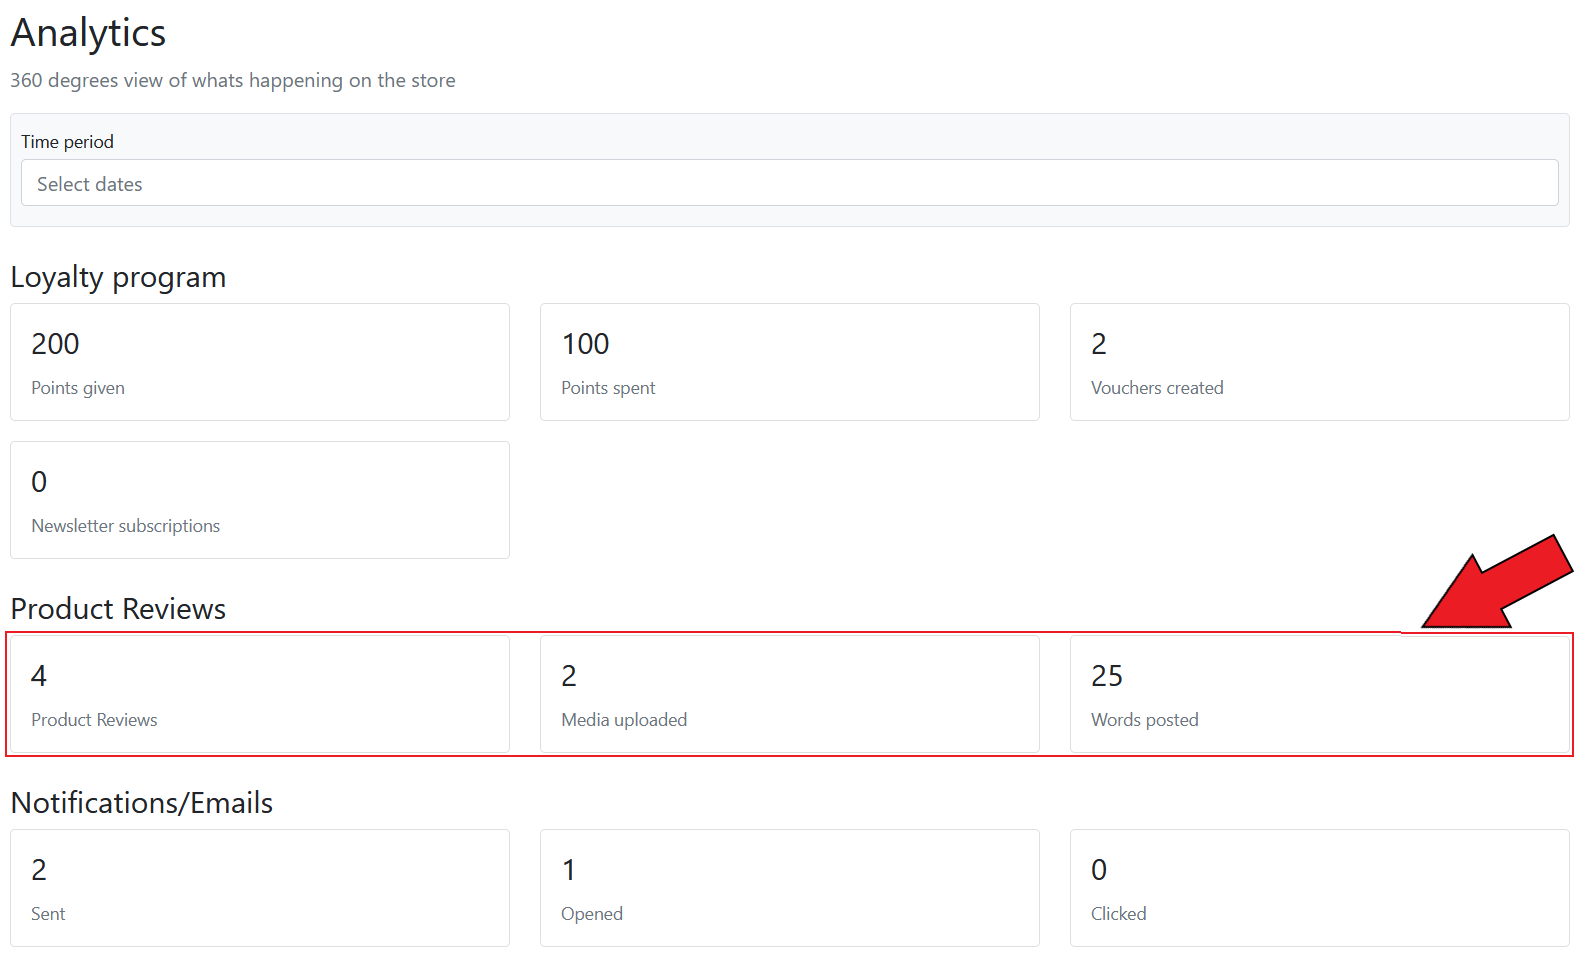 Analytics
360 degrees view of whats happening on the store
Time period
Select dates
Loyalty program
200
Points given
100
Points spent
2
Vouchers created
0
Newsletter subscriptions
Product Reviews
4
Product Reviews
2
Media uploaded
25
Words posted
Notifications/Emails
2
Sent
1
Opened
0
Clicked